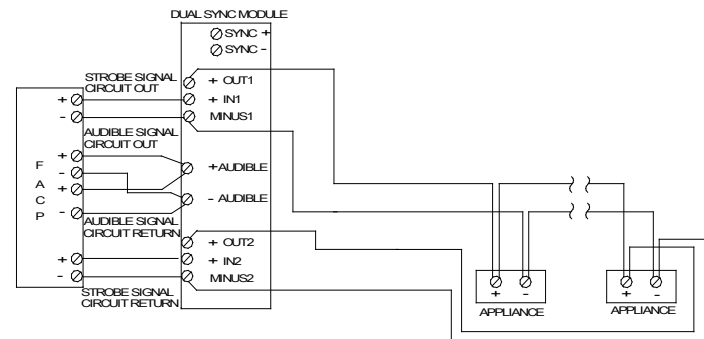 DUAL SYNC MODULE
SYNC +
SYNC -
STROBE SIGNAL
CIRCUIT OUT
+ OUT1
+ IN1
MINUS1
+
-
AUDIBLE SIGNAL
CIRCUIT OUT
+
-
+
-
F
A
C
P
+AUDIBLE
- AUDIBLE
AUDIBLE SIGNAL
CIRCUIT RETURN
+ OUT2
+ IN2
MINUS2
+
-
STROBE SIGNAL
CIRCUIT RETURN
+ -
APPLIANCE
+ -
APPLIANCE